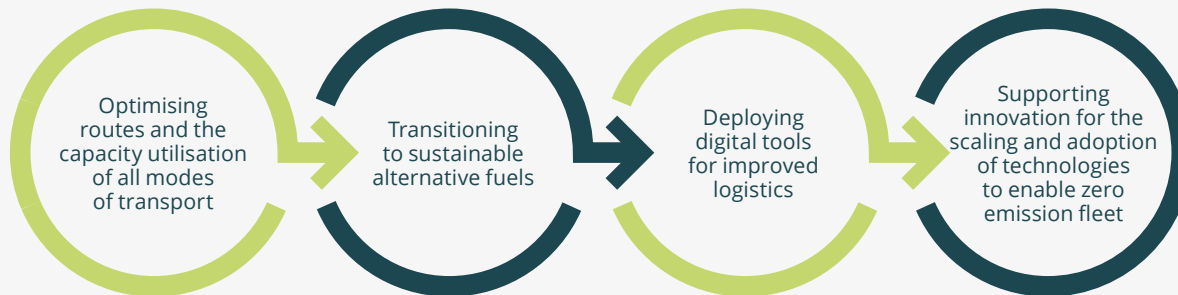 Optimising
routes and the
capacity utilisation
of all modes
of transport
Transitioning
to sustainable
alternative fuels
Deploying
digital tools
for improved
logistics
Supporting
innovation for the
scaling and adoption
of technologies
to enable zero
emission fleet